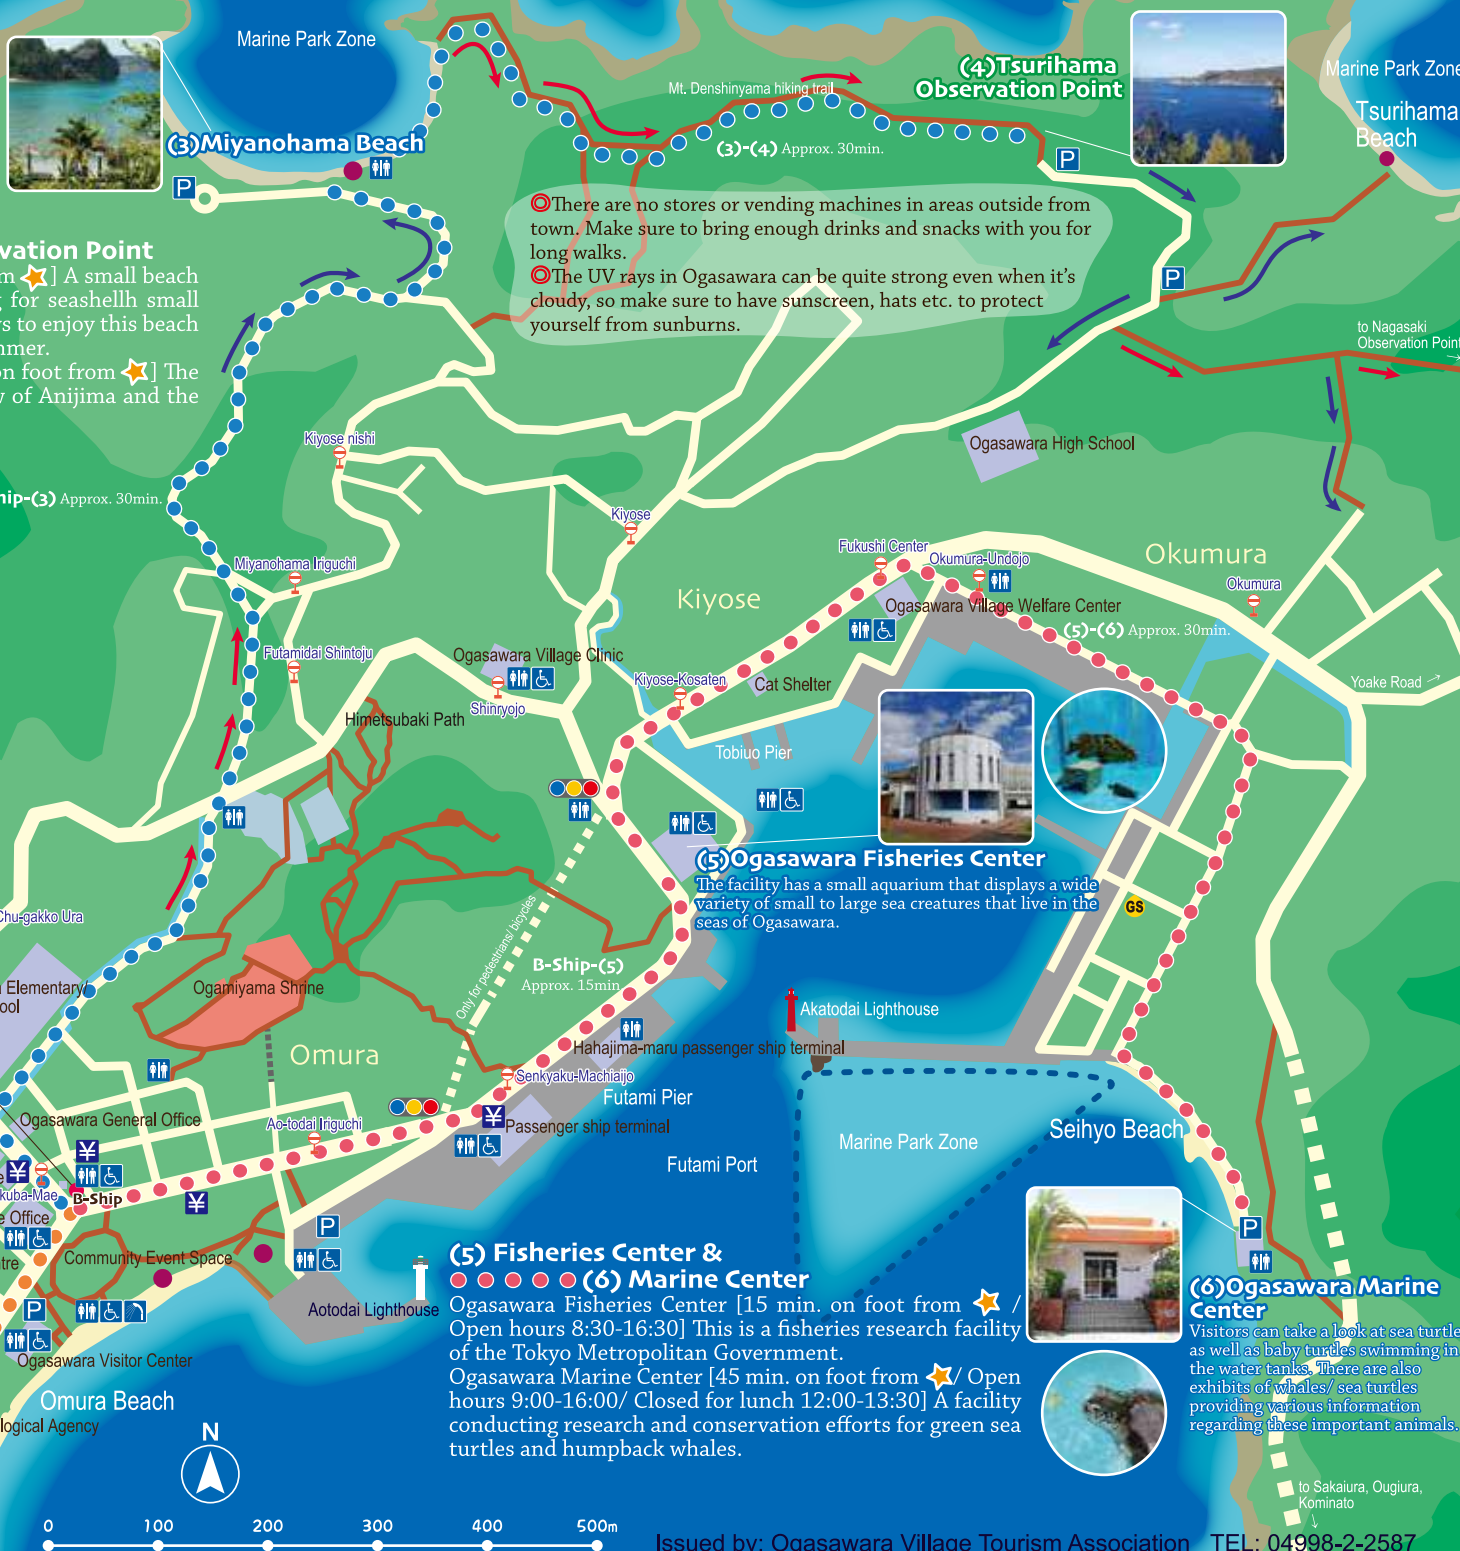 Marine Park Zone
(3)Miyanohama Beach
P
Mt. Denshinyama hiking trail
(4)Tsurihama
Observation Point
(3)-(4) Approx. 30min.
P
Marine Park Zone
Tsurihama
Beach
◎There are no stores or vending machines in areas outside from
town. Make sure to bring enough drinks and snacks with you for
long walks.
◎The UV rays in Ogasawara can be quite strong even when it's
cloudy, so make sure to have sunscreen, hats etc. to protect
yourself from sunburns.
P
to Nagasaki
Observation Point
vation Point
] A small beach
for seashellh small
to enjoy this beach
on foot from ] The
of Anijima and the
-(3) Approx. 30min.
Kiyose nishi
Kiyose
Ogasawara High School
Miyanohama Iriguchi
Futamidai Shintoju
Kiyose
Fukushi Center
Okumura-Undojo
Okumura
Okumura
Ogasawara Village Welfare Center
(5)-(6) Approx. 30min.
Ogasawara Village Clinic
Shinryojo
Kiyose-Kosaten
Cat Shelter
Yoake Road
Himetsubaki Path
Tobiuo Pier
(5)Ogasawara Fisheries Center
The facility has a small aquarium that displays a wide
variety of small to large sea creatures that live in the
seas of Ogasawara.
GS
Chu-gakko Ura
Only for pedestrians/ bicycles
B-Ship-(5)
Approx. 15min.
Elementary/
ool
Ogamiyama Shrine
Akatodai Lighthouse
Omura
Hahajima-maru passenger ship terminal
Senkyaku-Machiaijo
Futami Pier
¥
Passenger ship terminal
Ogasawara General Office
Ao-todai Iriguchi
Marine Park Zone
Seihyo Beach
Futami Port
¥
¥
kuba-Mae
B-Ship
¥
Office
P
P
Community Event Space
tre
P
Aotodai Lighthouse
Ogasawara Visitor Center
Omura Beach
logical Agency
(5) Fisheries Center &
(6) Marine Center
Ogasawara Fisheries Center [15 min. on foot from /
Open hours 8:30-16:30] This is a fisheries research facility
of the Tokyo Metropolitan Government.
Ogasawara Marine Center [45 min. on foot from / Open
hours 9:00-16:00/ Closed for lunch 12:00-13:30] A facility
conducting research and conservation efforts for green sea
turtles and humpback whales.
(6)Ogasawara Marine
Center
Visitors can take a look at sea turtle
as well as baby turtles swimming in
the water tanks. There are also
exhibits of whales/ sea turtles
providing various information
regarding these important animals.
to Sakaiura, Ougiura,
Kominato
N
0 100 200 300 400 500m
Issued by: Ogasawara Village Tourism Association TEL: 04998-2-2587